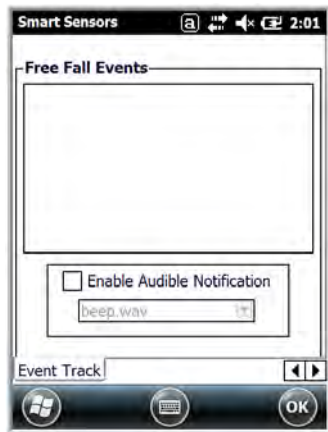 Smart Sensors a 2:01
Free Fall Events
Enable Audible Notification
beep.wav
Event Track
OK